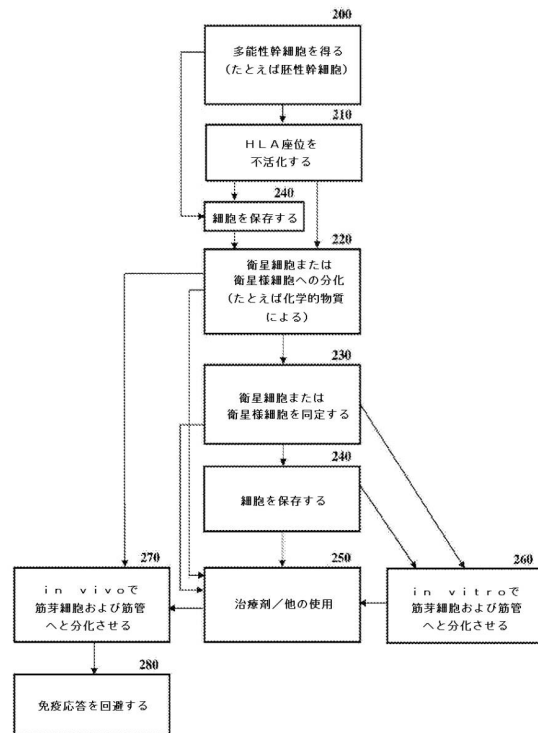 200
多能性幹細胞を得る
(たとえば胚性幹細胞)
210
HLA座位を
不活化する
240
細胞を保存する
220
衛星細胞または
衛星様細胞への分化
(たとえば化学的物質
による)
230
衛星細胞または
衛星様細胞を同定する
240
細胞を保存する
250
治療剤/他の使用
260
in vitroで
筋芽細胞および筋管
へと分化させる
270
in vivoで
筋芽細胞および筋管
へと分化させる
280
免疫応答を回避する